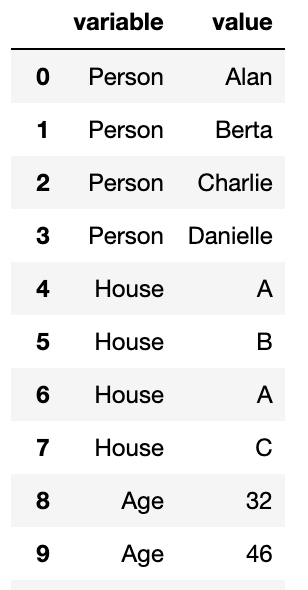 variable value
0 Person Alan
1 Person Berta
2 Person Charlie
3 Person Danielle
4 House A
5 House B
6 House A
7 House C
8 Age 32
9 Age 46